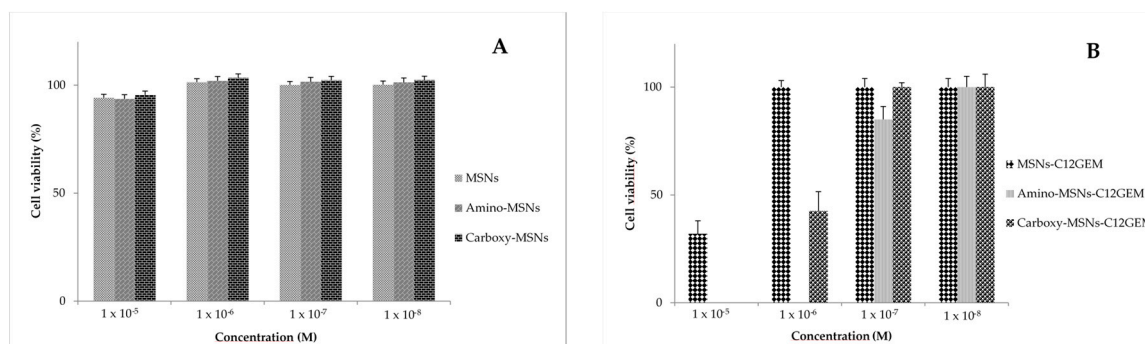 A
100
50
0
Cell viability (%)
1 x 10-5
1 x 10-6
1 x 10-7
1 x 10-8
Concentration (M)
MSNs
Amino-MSNs
Carboxy-MSNs
B
100
50
0
Cell viability (%)
1 x 10-5
1 x 10-6
1 x 10-7
1 x 10-8
Concentration (M)
MSNs-C12GEM
Amino-MSNs-C12GEM
Carboxy-MSNs-C12GEM